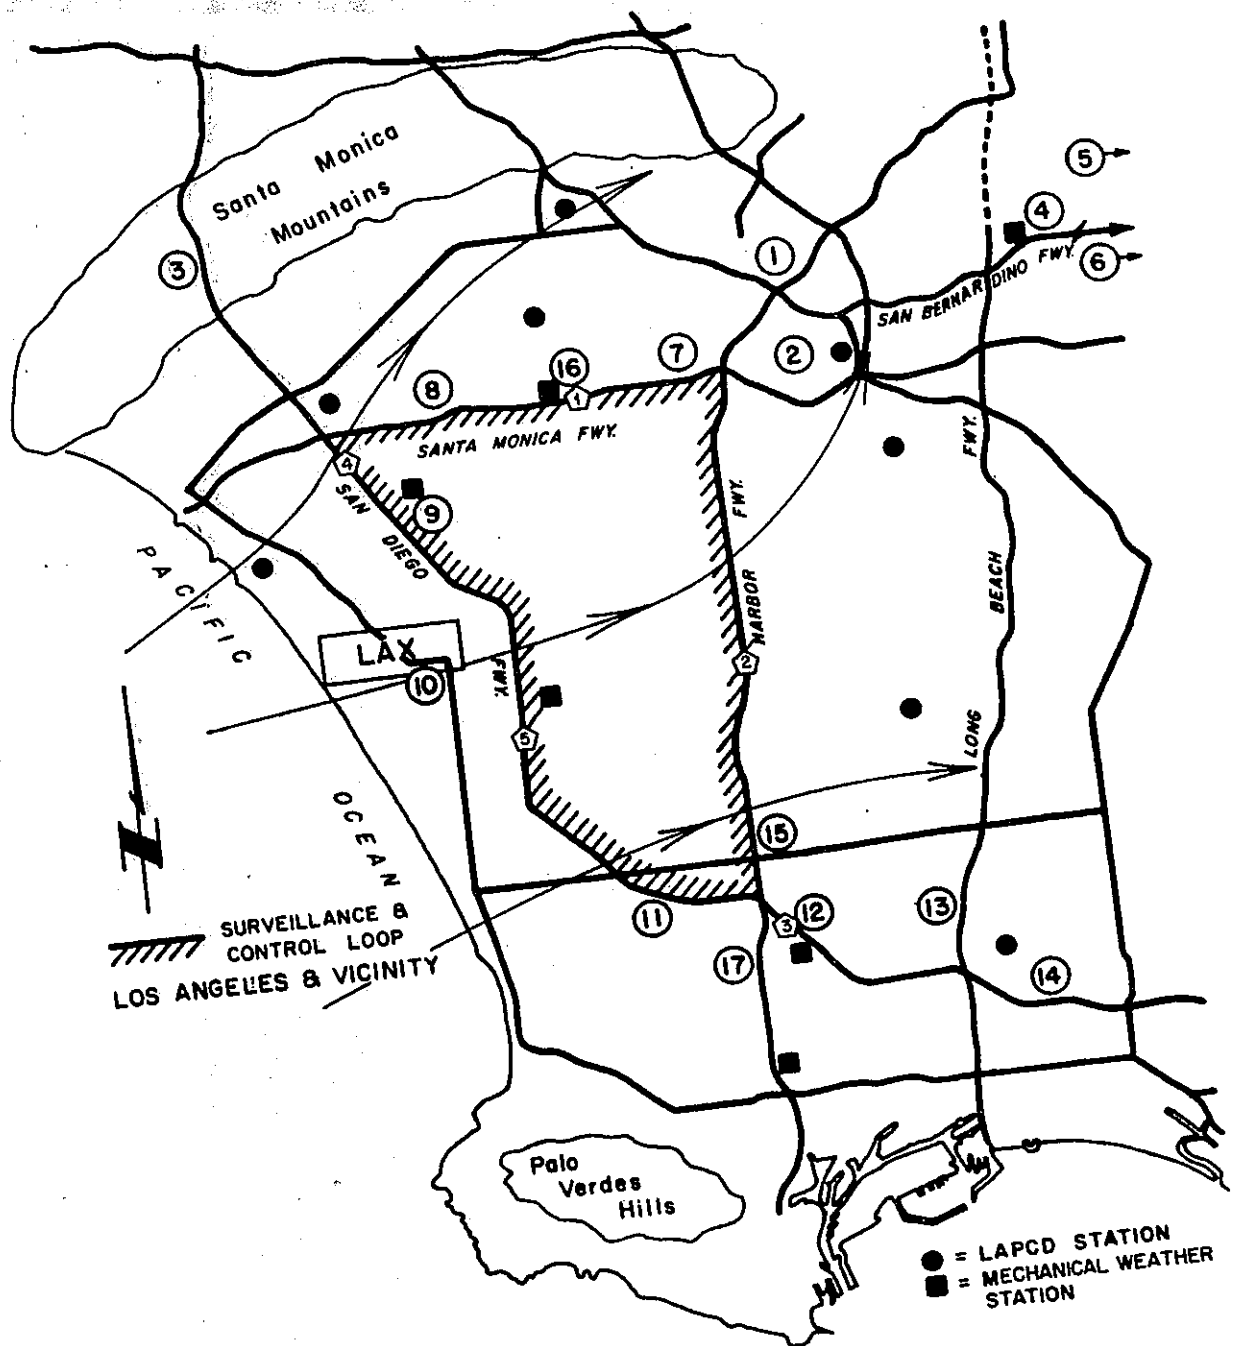 Santa Monica
Mountains
5
4
6
1
3
SAN BERNARDINO FWY.
2
7
16
1
8
SANTA MONICA FWY.
4
SAN DIEGO FWY.
9
HARBOR FWY.
LONG BEACH FWY.
PACIFIC
OCEAN
LAX
10
2
5
15
11
3
12
13
14
17
SURVEILLANCE &
CONTROL LOOP
LOS ANGELES & VICINITY
Palo
Verdes
Hills
= LAPCD STATION
= MECHANICAL WEATHER
STATION